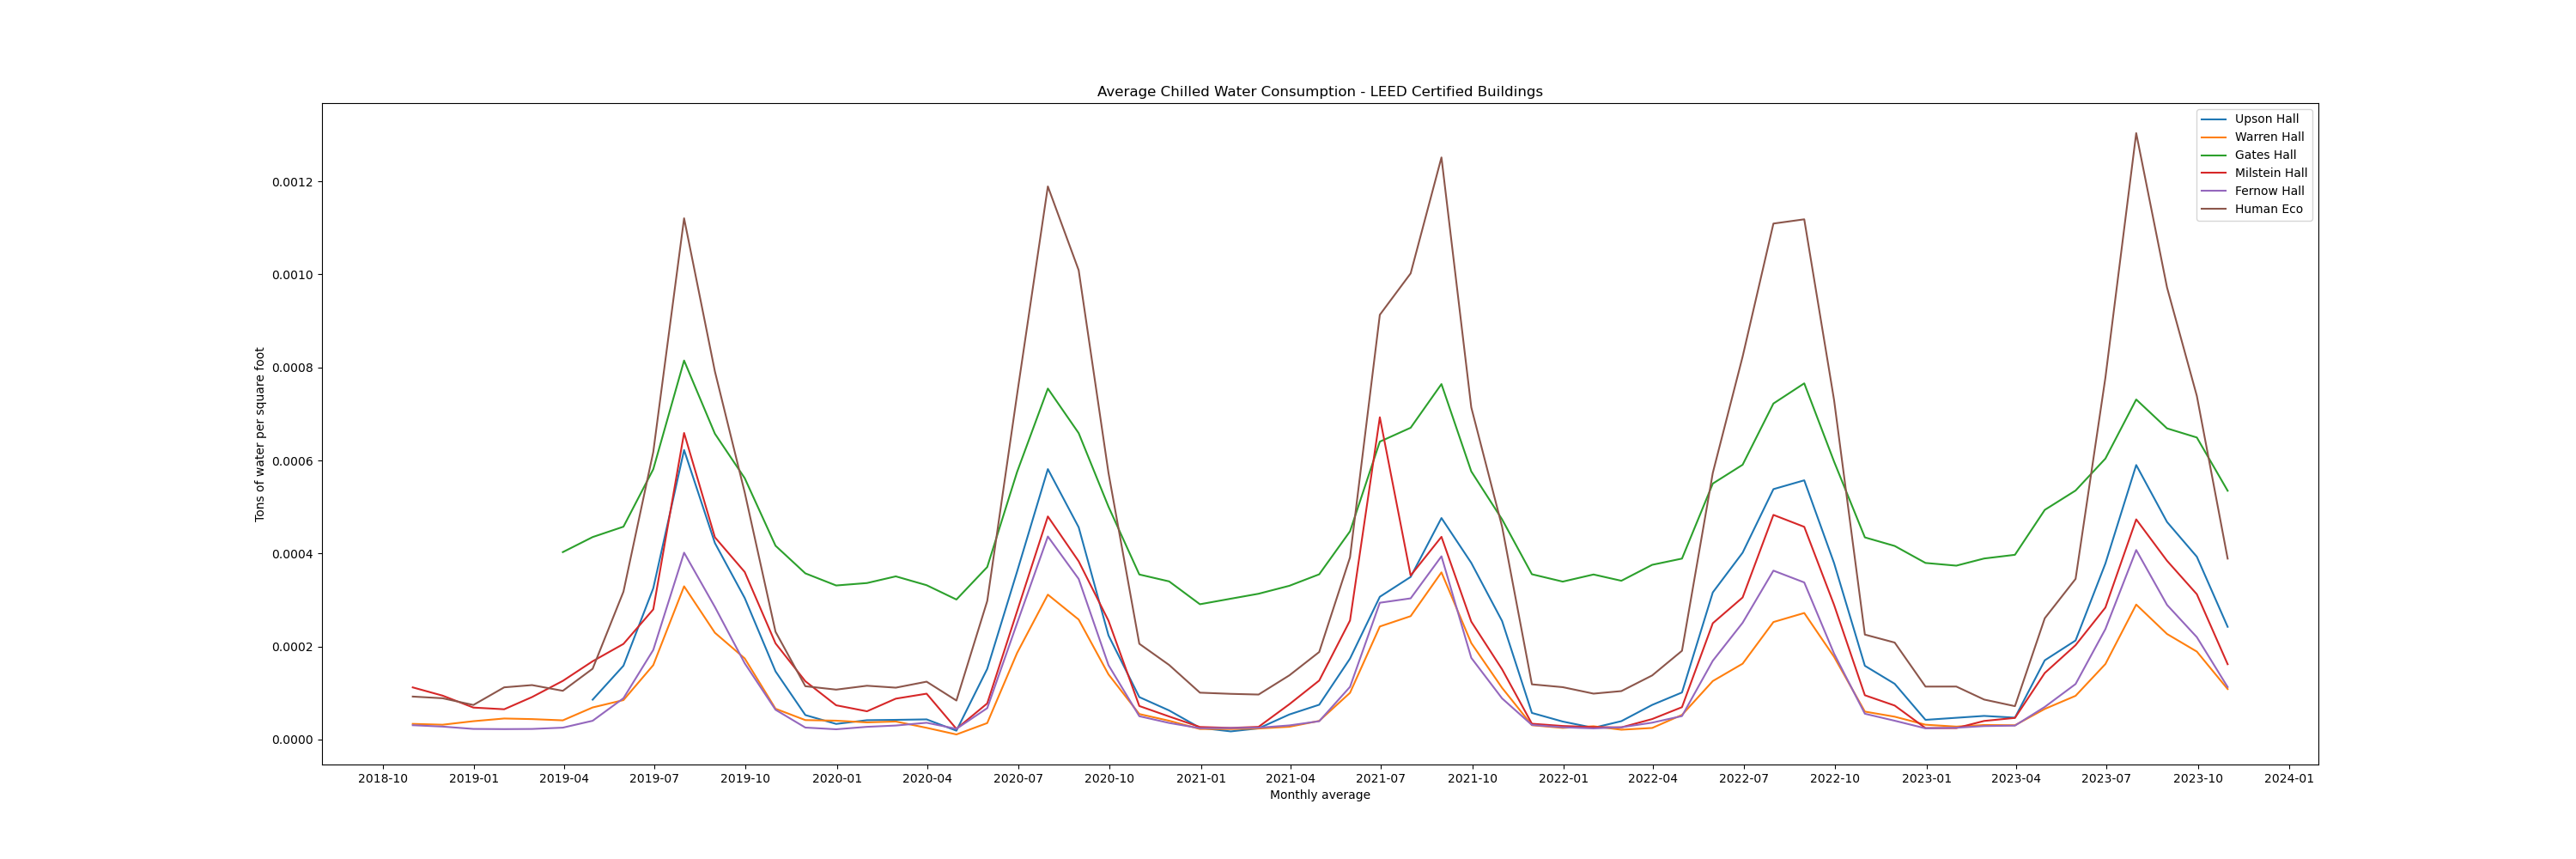 Average Chilled Water Consumption - LEED Certified Buildings
Upson Hall
Warren Hall
Gates Hall
Milstein Hall
Fernow Hall
Human Eco
Tons of water per square foot
0.0012
0.0010
0.0008
0.0006
0.0004
0.0002
0.0000
2018-10 2019-01 2019-04 2019-07 2019-10 2020-01 2020-04 2020-07 2020-10 2021-01 2021-04 2021-07 2021-10 2022-01 2022-04 2022-07 2022-10 2023-01 2023-04 2023-07 2023-10 2024-01
Monthly average